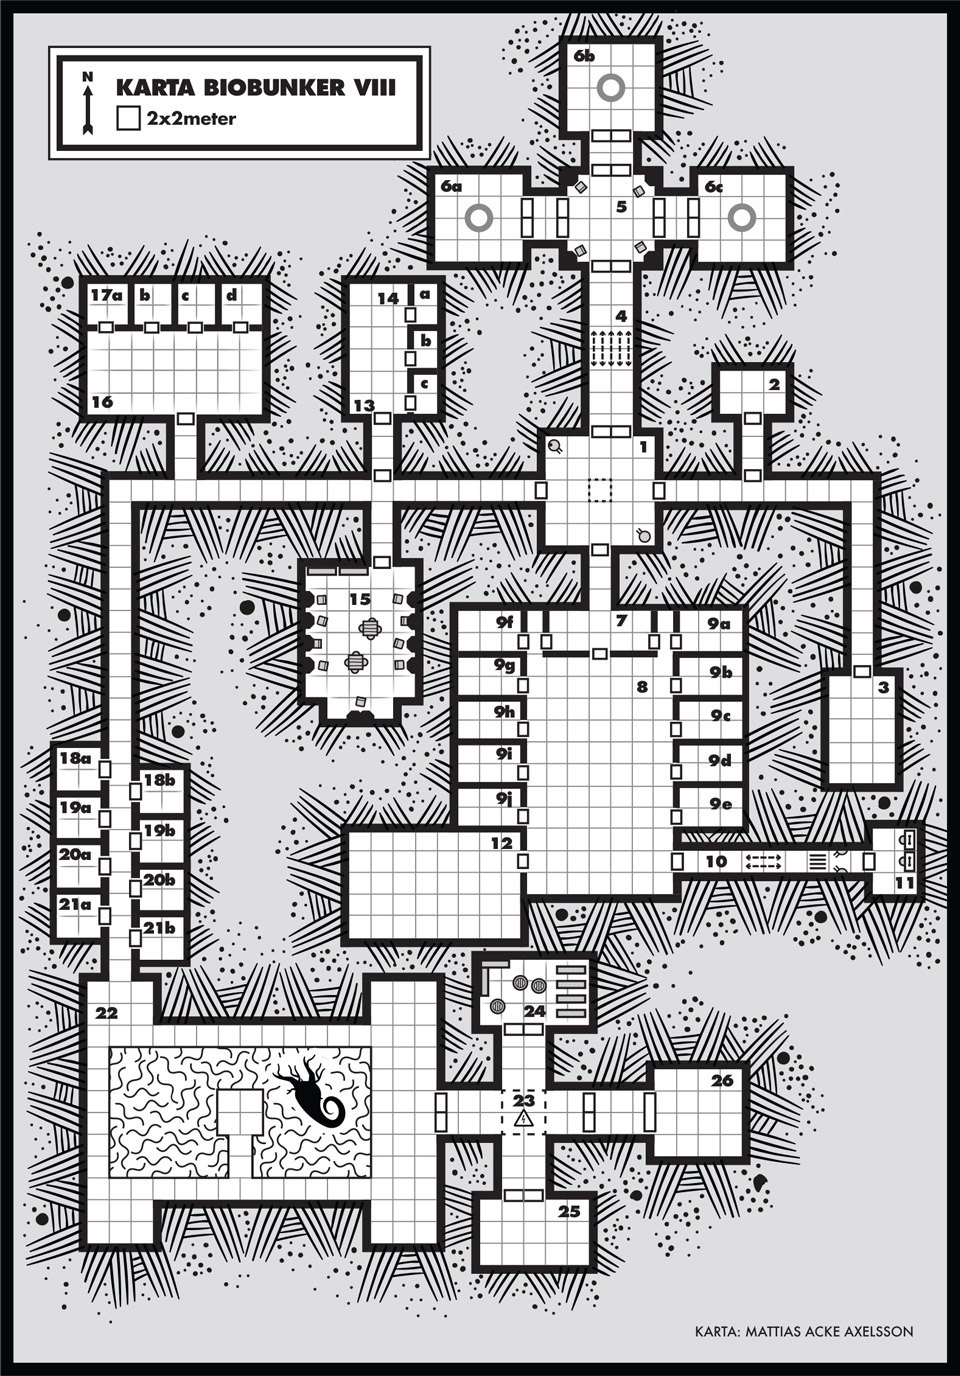 N
KARTA BIOBUNKER VIII
2x2meter
6b
6a
6c
5
4
17a b c d
14 a
b
c
16
13
2
1
15
7
9f
9a
9g
9b
8
3
9h
9c
9i
9d
9j
9e
18a
18b
19a
19b
20a
20b
21a
21b
12
10
11
22
24
23
26
25
KARTA: MATTIAS ACKE AXELSSON